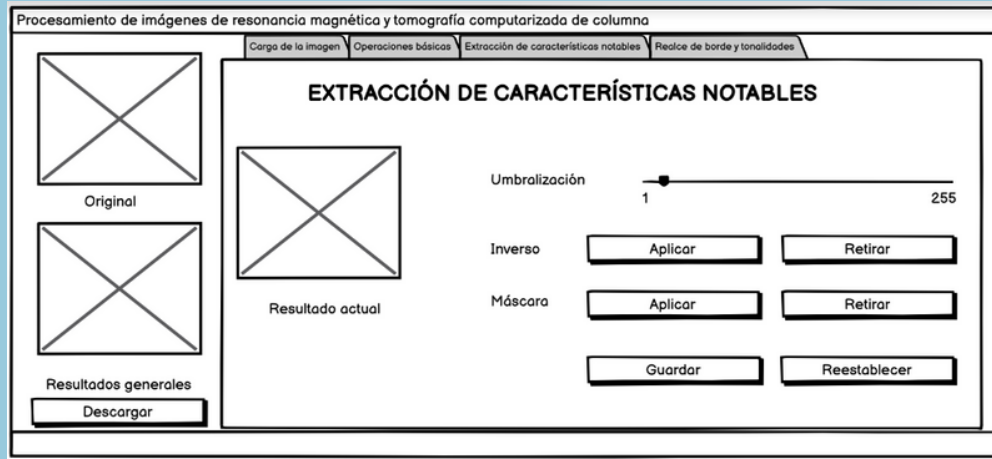 Procesamiento de imágenes de resonancia magnética y tomografía computarizada de columna
Carga de la imagen
Operaciones básicas
Extracción de características notables
Realce de borde y tonalidades
Original
Resultados generales
Descargar
EXTRACCIÓN DE CARACTERÍSTICAS NOTABLES
Resultado actual
Umbralización
1 255
Inverso Aplicar Retirar
Máscara Aplicar Retirar
Guardar Reestablecer